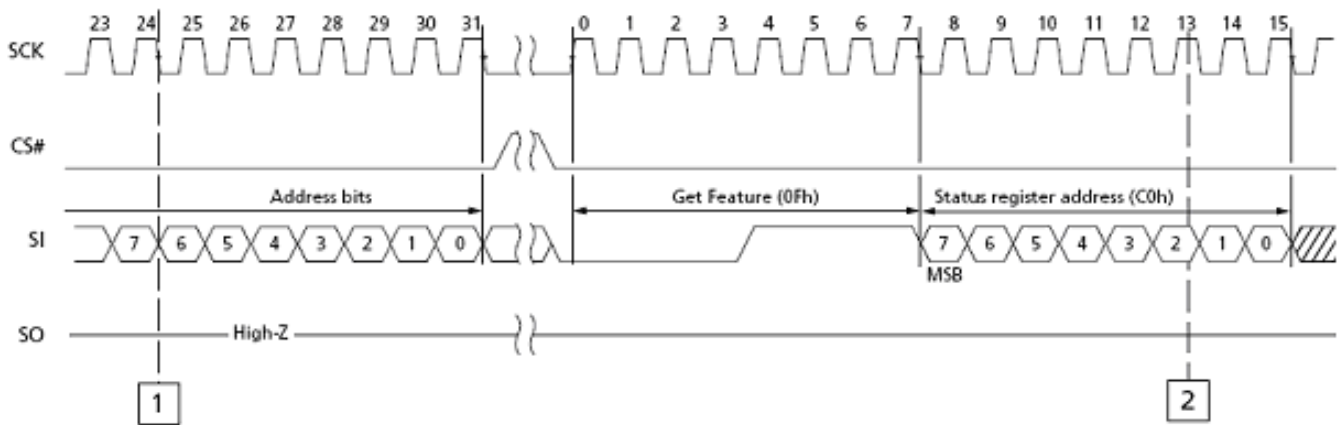 23 24 25 26 27 28 29 30 31 0 1 2 3 4 5 6 7 8 9 10 11 12 13 14 15
SCK
CS#
Address bits Get Feature (0Fh) Status register address (C0h)
SI 7 6 5 4 3 2 1 0 7 6 5 4 3 2 1 0
MSB
SO High-Z
1 2